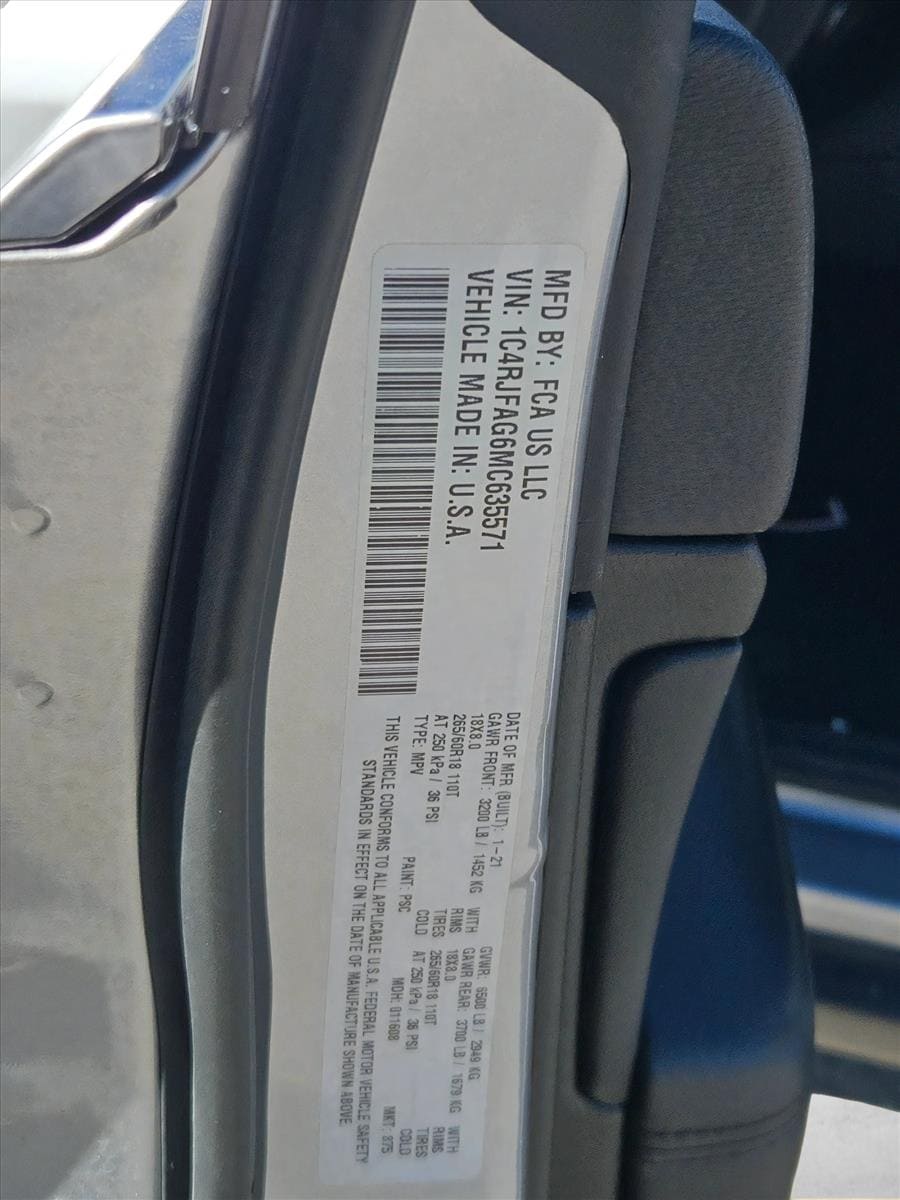 MFD BY: FCA US LLC
VIN: 1C4RJFAG6MC635571
VEHICLE MADE IN: U.S.A.
DATE OF MFR (BUILT): 1-21 GVWR: 6500 LB / 2949 KG
GAWR FRONT: 3200 LB / 1452 KG WITH GAWR REAR: 3700 LB / 1679 KG WITH
18X8.0 RIMS 18X8.0 RIMS
265/60R18 110T TIRES 265/60R18 110T TIRES
AT 250 kPa / 36 PSI COLD AT 250 kPa / 36 PSI COLD
TYPE: MPV PAINT: PSC MDH: 011608 MKT: 875
THIS VEHICLE CONFORMS TO ALL APPLICABLE U.S.A. FEDERAL MOTOR VEHICLE SAFETY
STANDARDS IN EFFECT ON THE DATE OF MANUFACTURE SHOWN ABOVE.